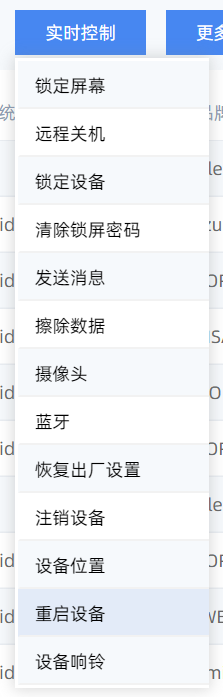 实时控制
更多
锁定屏幕
远程关机
锁定设备
清除锁屏密码
发送消息
擦除数据
摄像头
蓝牙
恢复出厂设置
注销设备
设备位置
重启设备
设备响铃